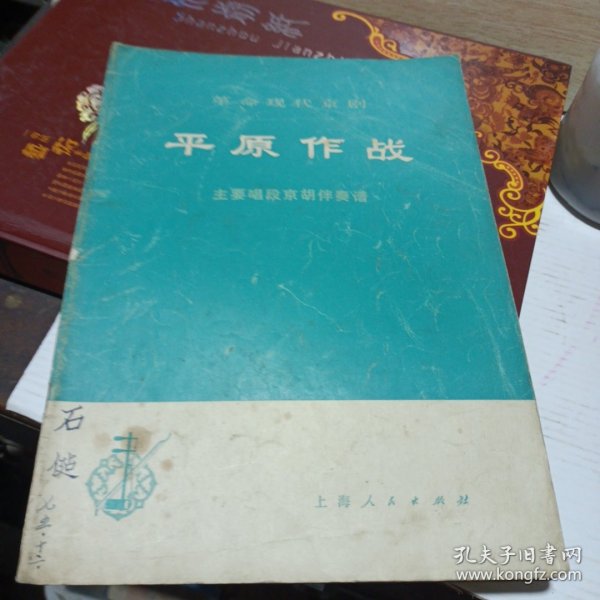 革命现代京剧
平原作战
主要唱段京胡伴奏谱
石
上海人民出版社
孔夫子旧书网
www.kongfz.com